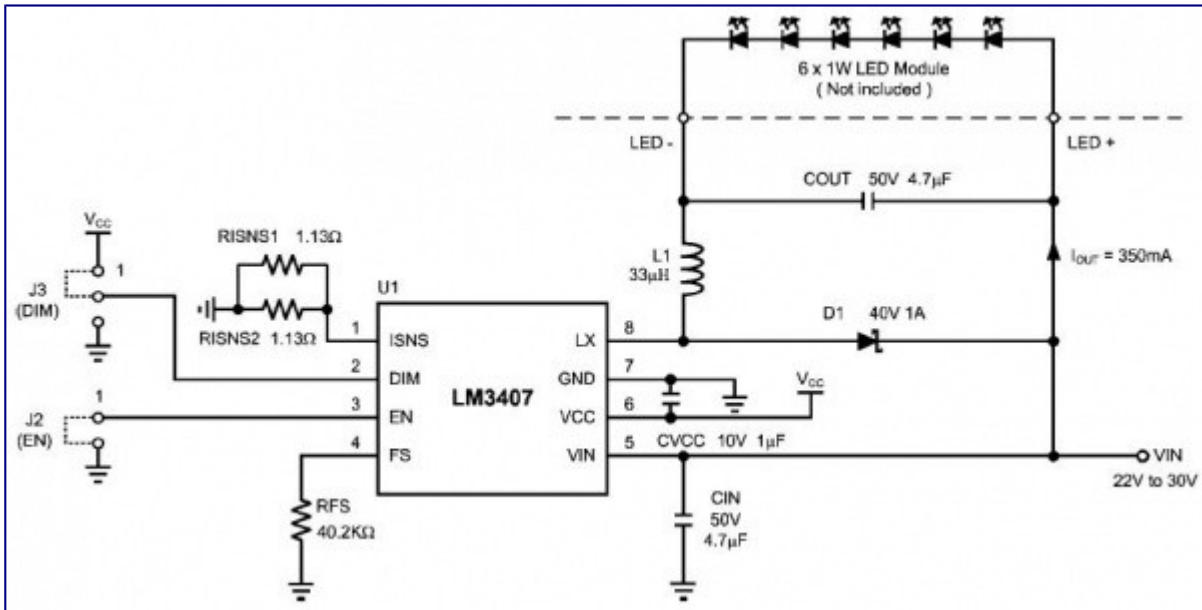 6 x 1W LED Module
( Not included )
LED -
LED +
COUT 50V 4.7µF
VCC
1
J3
(DIM)
RISNS1 1.13Ω
RISNS2 1.13Ω
L1
33µH
IOUT = 350mA
D1 40V 1A
U1
1 ISNS
2 DIM
3 EN
4 FS
LM3407
LX 8
GND 7
VCC 6
VIN 5
VCC
CVCC 10V 1µF
1
J2
(EN)
RFS
40.2KΩ
CIN
50V
4.7µF
VIN
22V to 30V